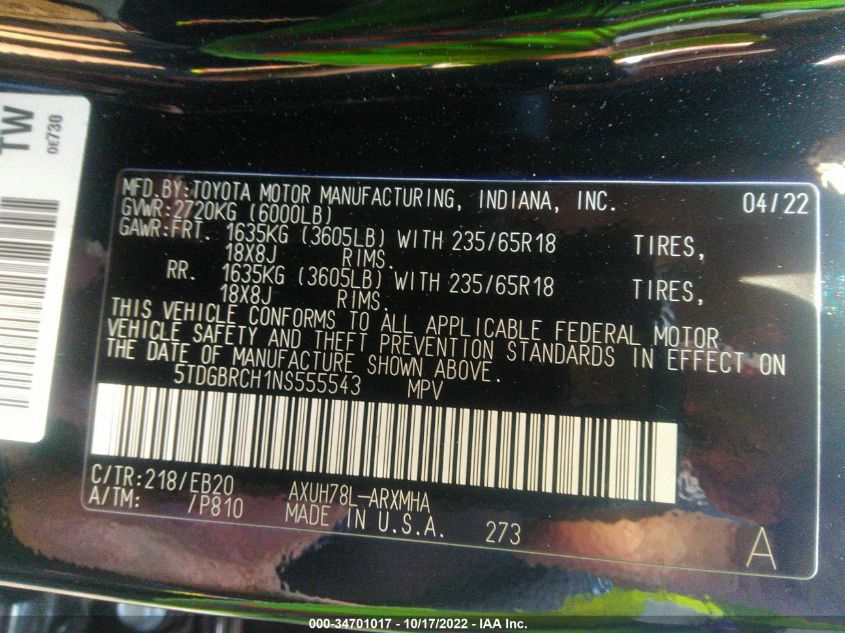 TW
0E730
MFD.BY:TOYOTA MOTOR MANUFACTURING, INDIANA, INC. 04/22
GVWR:2720KG (6000LB)
GAWR:FRT. 1635KG (3605LB) WITH 235/65R18 TIRES,
18X8J RIMS.
RR. 1635KG (3605LB) WITH 235/65R18 TIRES,
18X8J RIMS.
THIS VEHICLE CONFORMS TO ALL APPLICABLE FEDERAL MOTOR
VEHICLE SAFETY AND THEFT PREVENTION STANDARDS IN EFFECT ON
THE DATE OF MANUFACTURE SHOWN ABOVE.
5TDGBRCH1NS555543 MPV
C/TR:218/EB20 AXUH78L-ARXMHA
A/TM: /P810 MADE IN U.S.A. 273
A
000-34701017 - 10/17/2022 - IAA Inc.